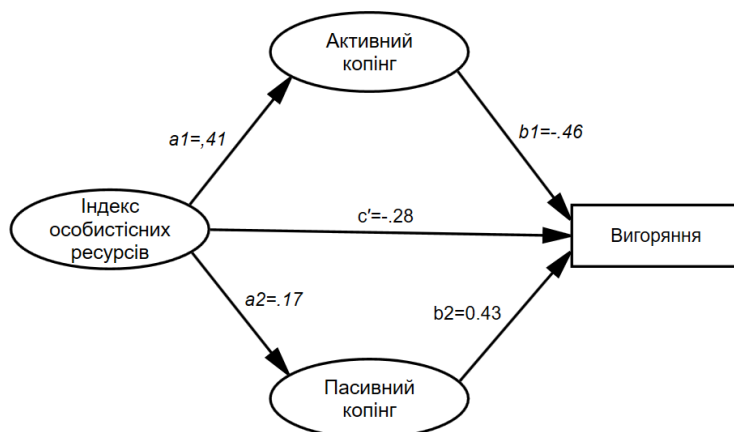 Активний
копінг
a1=,41
b1=-.46
Індекс
особистісних
ресурсів
c′=-.28
Вигоряння
a2=.17
b2=0.43
Пасивний
копінг